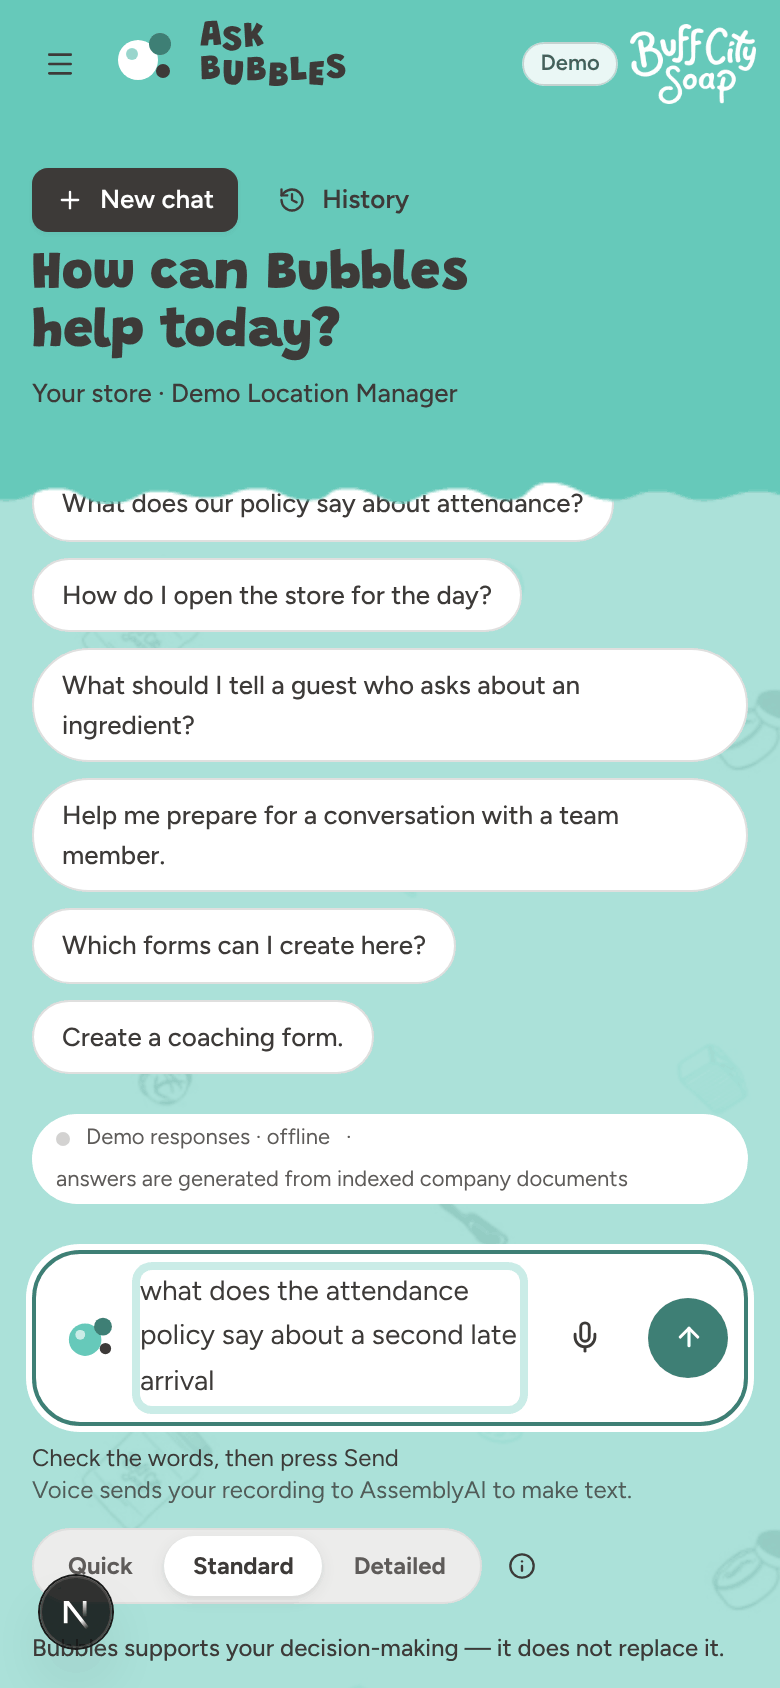 ASK
BUBBLES
Demo
Buff City
Soap
New chat
History
How can Bubbles
help today?
Your store · Demo Location Manager
What does our policy say about attendance?
How do I open the store for the day?
What should I tell a guest who asks about an
ingredient?
Help me prepare for a conversation with a team
member.
Which forms can I create here?
Create a coaching form.
Demo responses · offline ·
answers are generated from indexed company documents
what does the attendance
policy say about a second late
arrival
Check the words, then press Send
Voice sends your recording to AssemblyAI to make text.
Quick
Standard
Detailed
N
Bubbles supports your decision-making — it does not replace it.